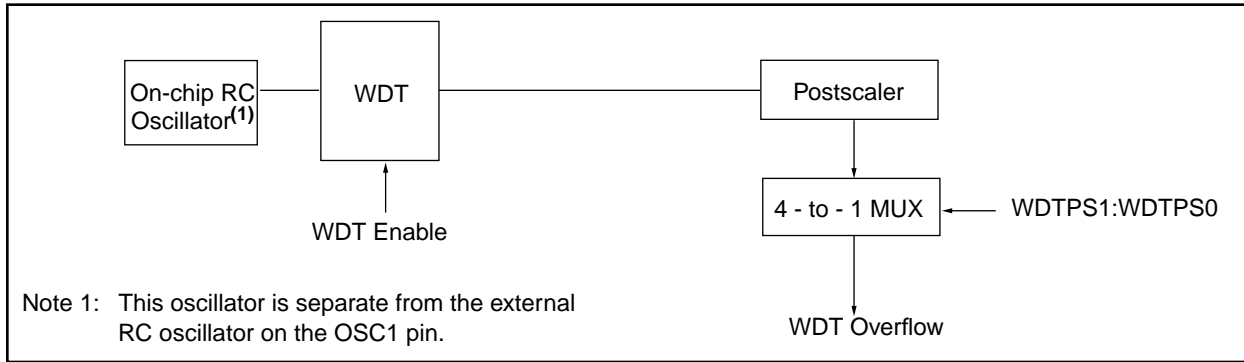 On-chip RC
Oscillator(1)
WDT
Postscaler
4 - to - 1 MUX
WDTPS1:WDTPS0
WDT Enable
WDT Overflow
Note 1: This oscillator is separate from the external
RC oscillator on the OSC1 pin.